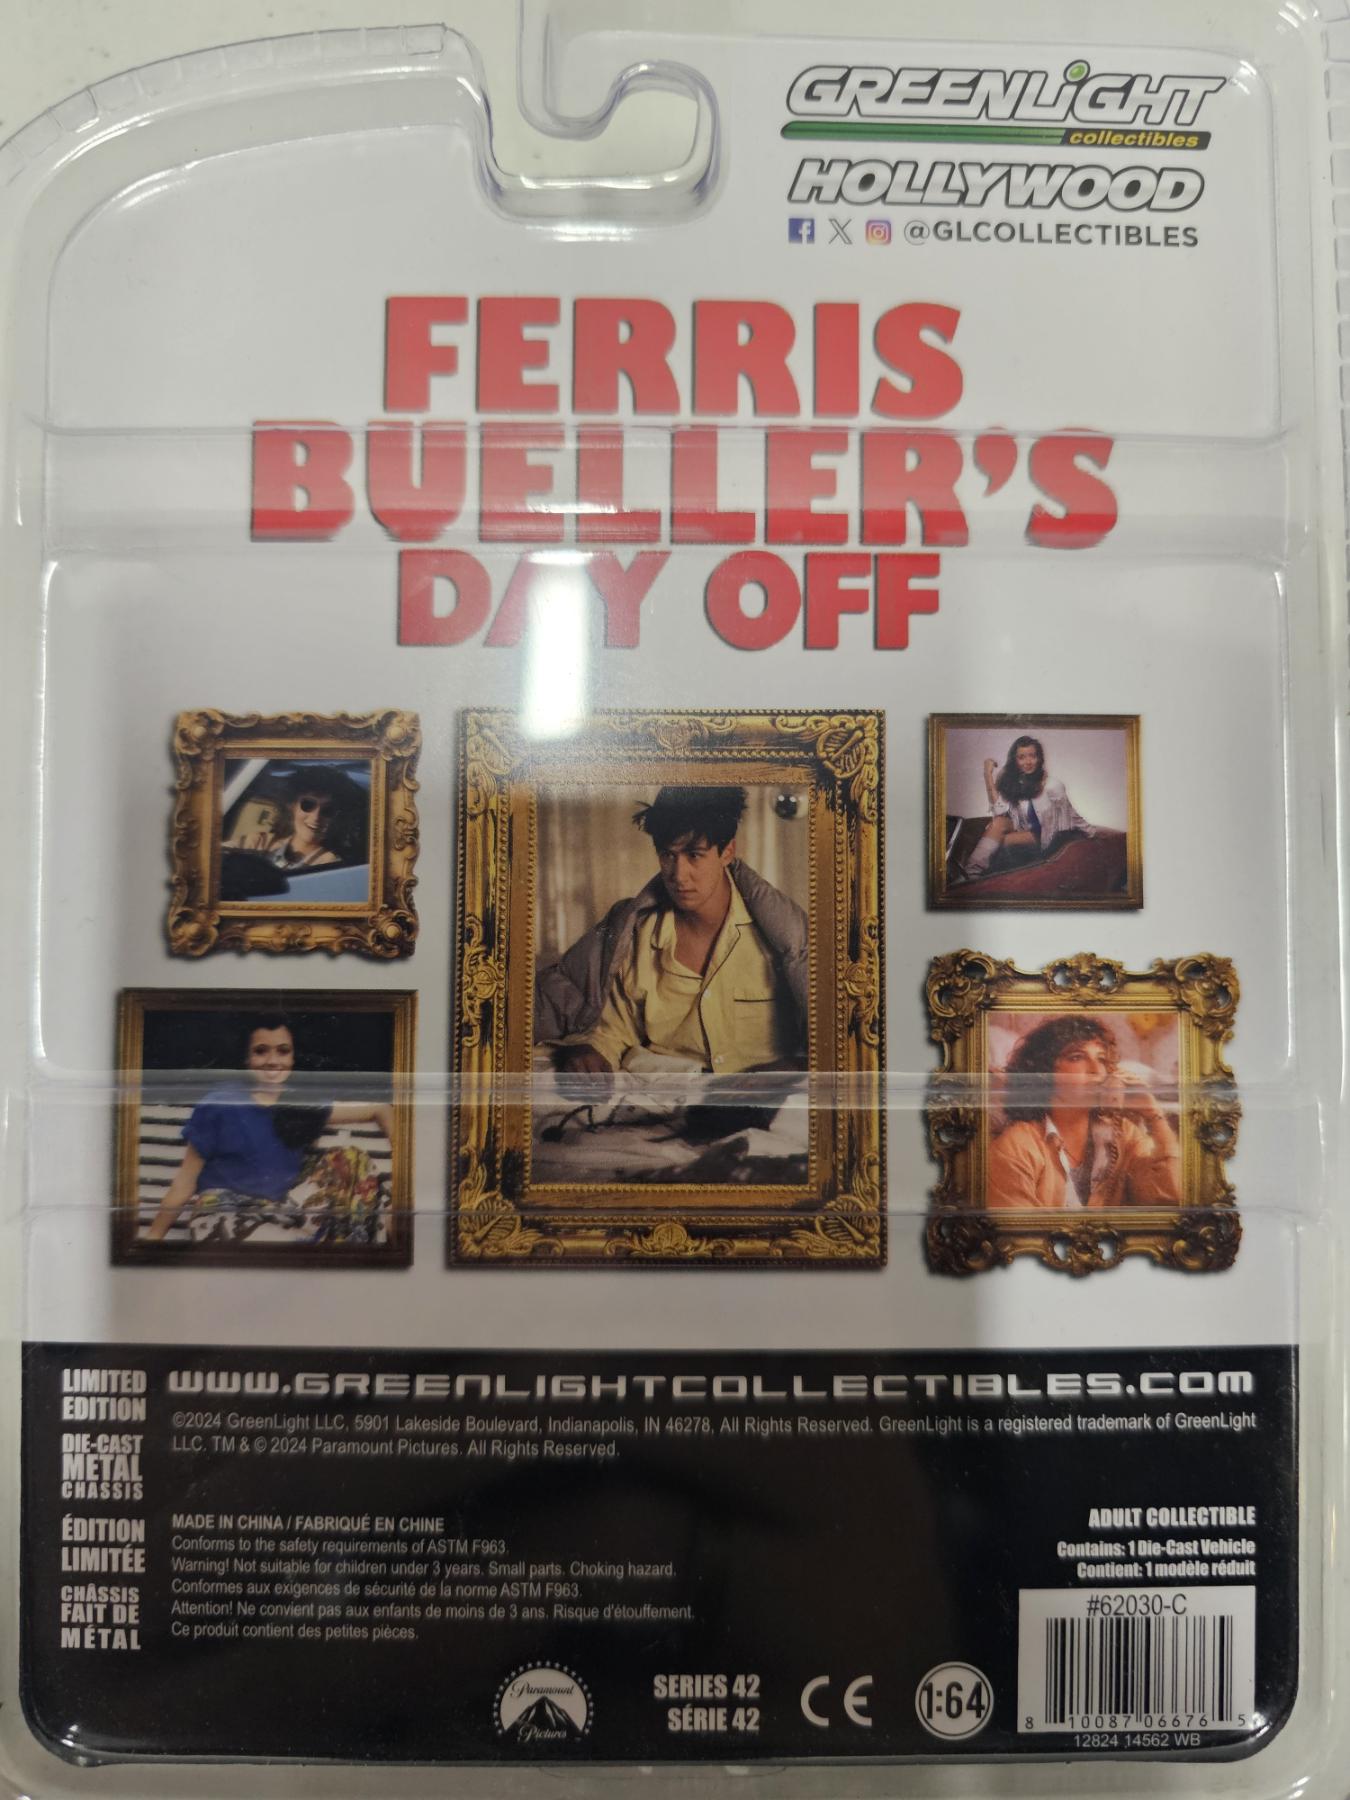 GREENLiGHT
collectibles
HOLLYWOOD
@GLCOLLECTIBLES
FERRIS
BUELLER'S
DAY OFF
LIMITED
EDITION
DIE-CAST
METAL
CHASSIS
ÉDITION
LIMITÉE
CHÂSSIS
FAIT DE
MÉTAL
WWW.GREENLIGHTCOLLECTIBLES.COM
©2024 GreenLight LLC, 5901 Lakeside Boulevard, Indianapolis, IN 46278, All Rights Reserved. GreenLight is a registered trademark of GreenLight
LLC. TM & © 2024 Paramount Pictures. All Rights Reserved.
MADE IN CHINA / FABRIQUÉ EN CHINE
Conforms to the safety requirements of ASTM F963.
Warning! Not suitable for children under 3 years. Small parts. Choking hazard.
Conformes aux exigences de sécurité de la norme ASTM F963.
Attention! Ne convient pas aux enfants de moins de 3 ans. Risque d'étouffement.
Ce produit contient des petites pièces.
ADULT COLLECTIBLE
Contains: 1 Die-Cast Vehicle
Contient: 1 modèle réduit
#62030-C
8 10087 06676 5
12824 14562 WB
Paramount
Pictures
SERIES 42
SÉRIE 42
CE
1:64